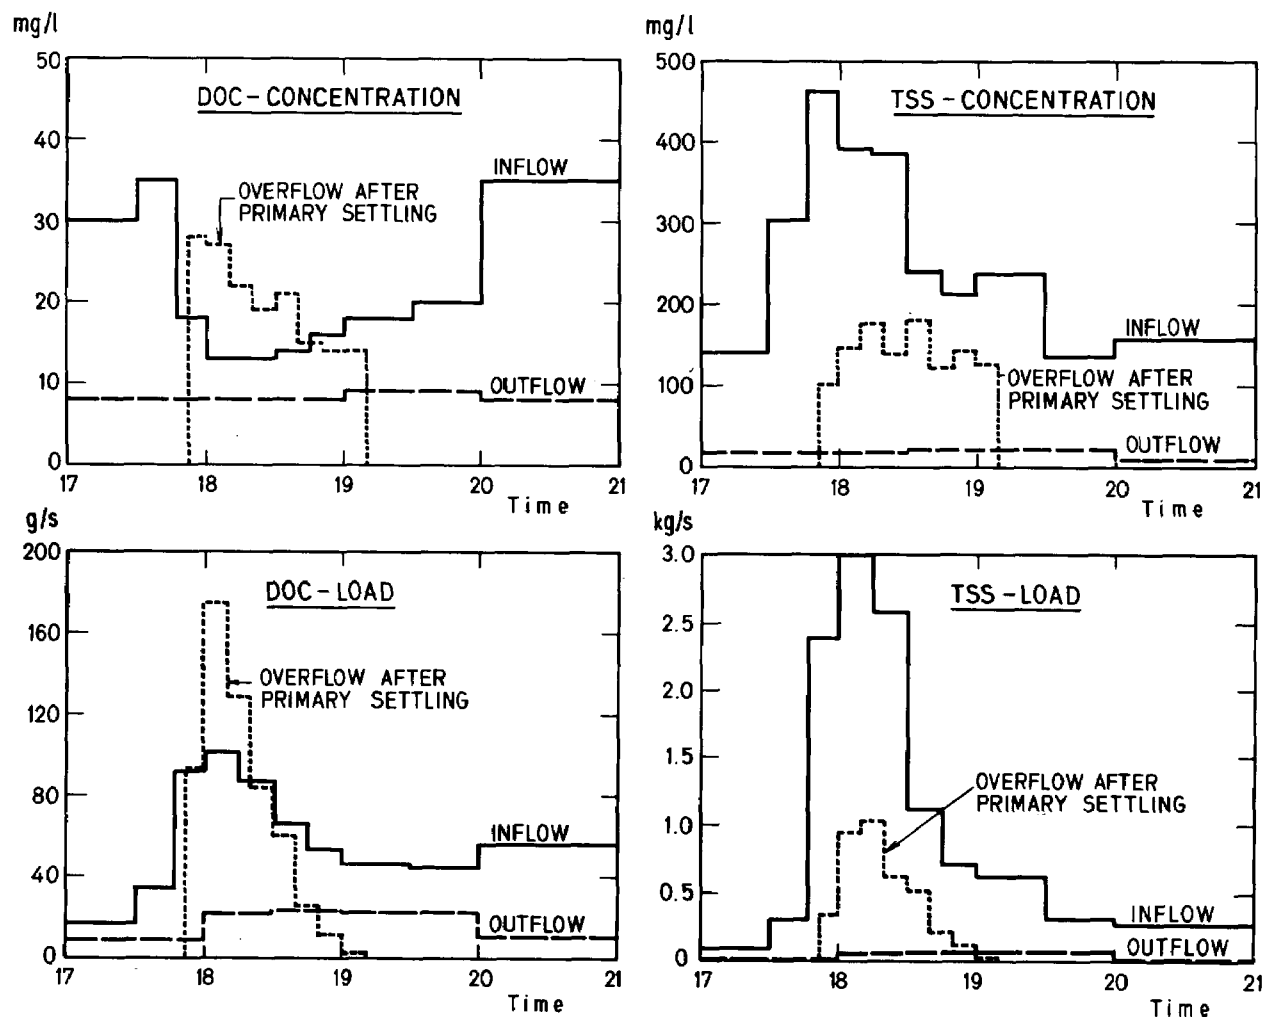 mg/l
50
40
30
20
10
0
DOC-CONCENTRATION
OVERFLOW AFTER
PRIMARY SETTLING
INFLOW
OUTFLOW
17 18 19 20 21
Time
mg/l
500
400
300
200
100
0
TSS-CONCENTRATION
INFLOW
OVERFLOW AFTER
PRIMARY SETTLING
OUTFLOW
17 18 19 20 21
Time
g/s
200
160
120
80
40
0
DOC-LOAD
OVERFLOW AFTER
PRIMARY SETTLING
INFLOW
OUTFLOW
17 18 19 20 21
Time
kg/s
3.0
2.5
2.0
1.5
1.0
0.5
0
TSS-LOAD
OVERFLOW AFTER
PRIMARY SETTLING
INFLOW
OUTFLOW
17 18 19 20 21
Time